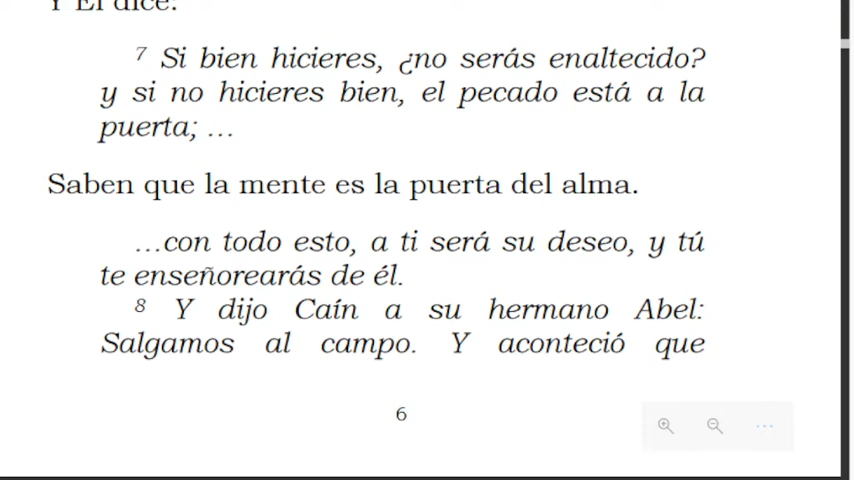 Y Él dice:
7 Si bien hicieres, ¿no serás enaltecido?
y si no hicieres bien, el pecado está a la
puerta; ...
Saben que la mente es la puerta del alma.
...con todo esto, a ti será su deseo, y tú
te enseñorearás de él.
8 Y dijo Caín a su hermano Abel:
Salgamos al campo. Y aconteció que
6